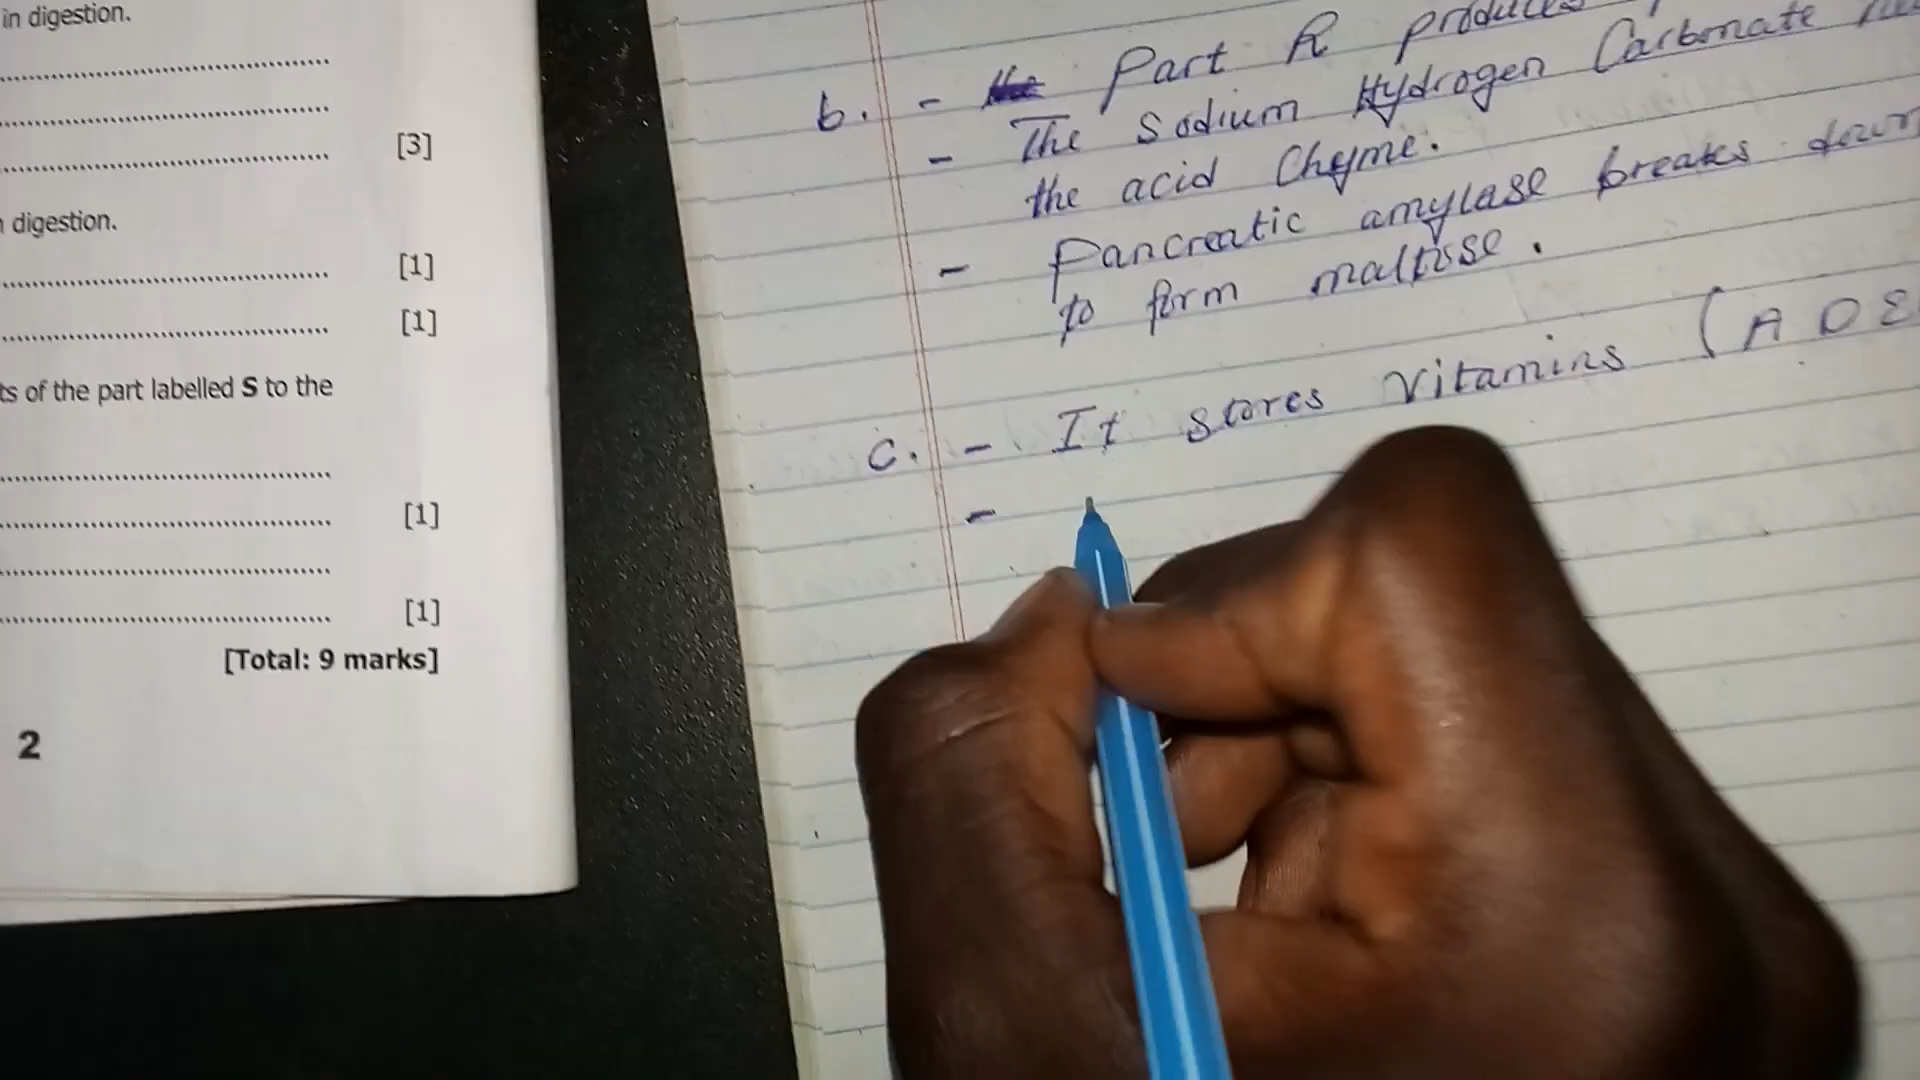 in digestion.
[3]
digestion.
[1]
[1]
ts of the part labelled S to the
[1]
[1]
[Total: 9 marks]
2
b. - Part R produces
- The Sodium Hydrogen Carbonate
the acid Chyme.
- Pancreatic amylase breaks down
to form maltose.
c. - It stores Vitamins (A D E
-